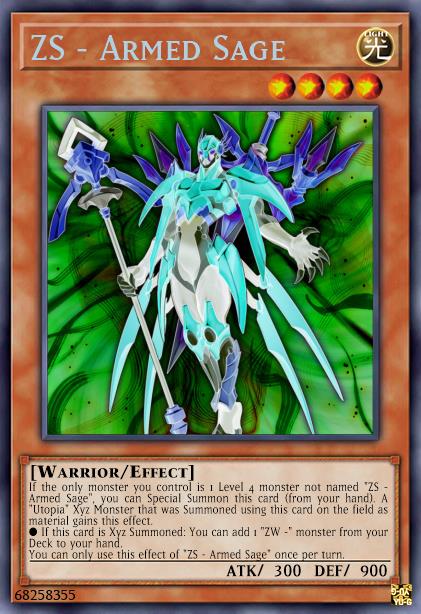 ZS - Armed Sage
LIGHT
光
[Warrior/Effect]
If the only monster you control is 1 Level 4 monster not named "ZS -
Armed Sage", you can Special Summon this card (from your hand). A
"Utopia" Xyz Monster that was Summoned using this card on the field as
material gains this effect.
● If this card is Xyz Summoned: You can add 1 "ZW -" monster from your
Deck to your hand.
You can only use this effect of "ZS - Armed Sage" once per turn.
ATK/ 300 DEF/ 900
68258355